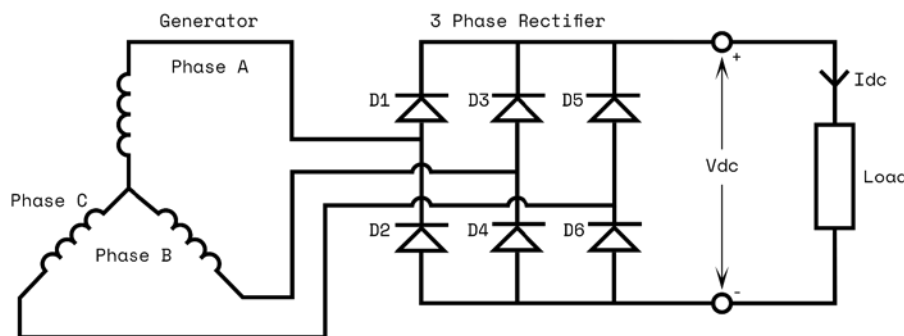 Generator
3 Phase Rectifier
Phase A
D1
D3
D5
+
Idc
Vdc
Load
Phase C
Phase B
D2
D4
D6
-